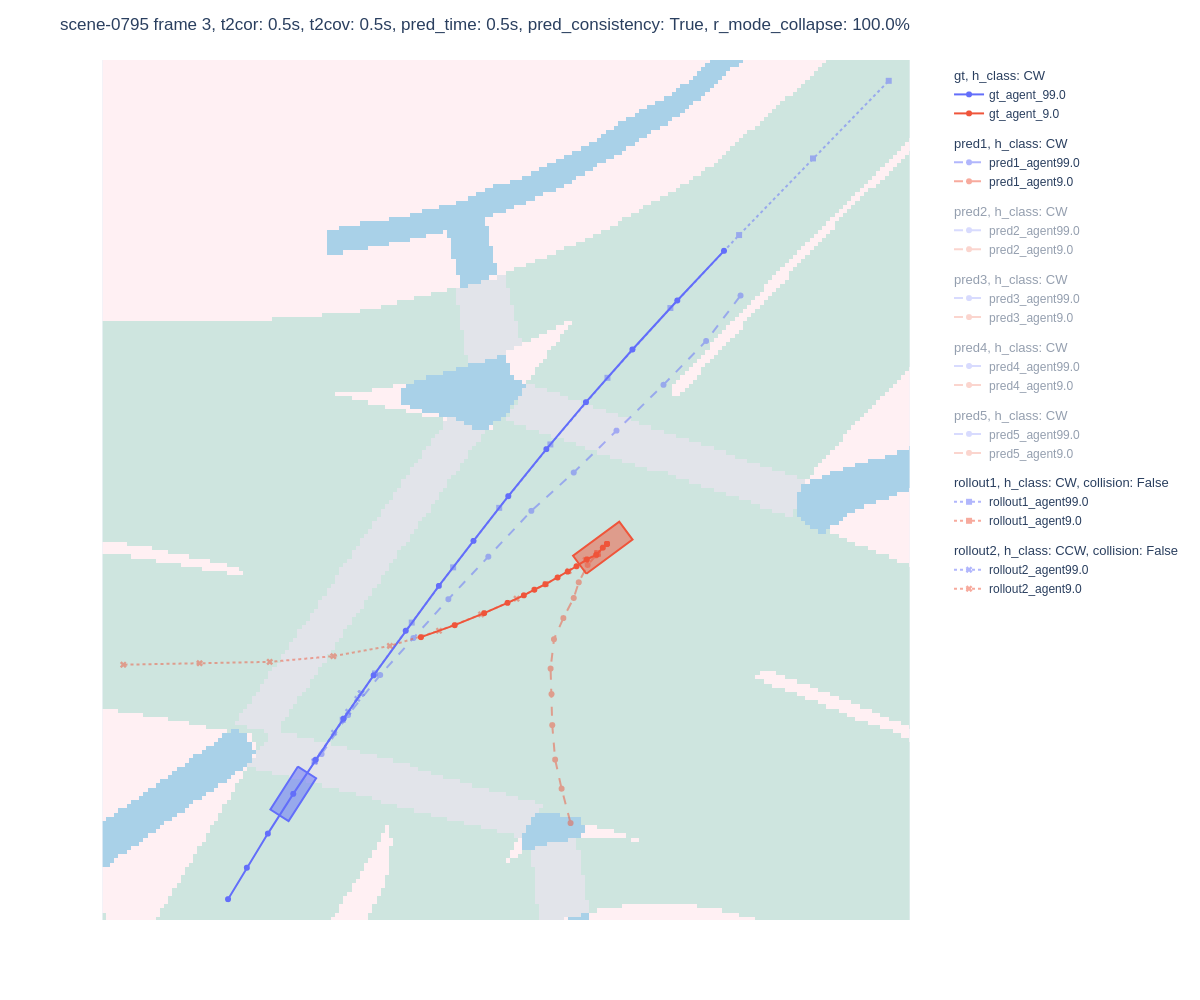 scene-0795 frame 3, t2cor: 0.5s, t2cov: 0.5s, pred_time: 0.5s, pred_consistency: True, r_mode_collapse: 100.0%
gt, h_class: CW
gt_agent_99.0
gt_agent_9.0
pred1, h_class: CW
pred1_agent99.0
pred1_agent9.0
pred2, h_class: CW
pred2_agent99.0
pred2_agent9.0
pred3, h_class: CW
pred3_agent99.0
pred3_agent9.0
pred4, h_class: CW
pred4_agent99.0
pred4_agent9.0
pred5, h_class: CW
pred5_agent99.0
pred5_agent9.0
rollout1, h_class: CW, collision: False
rollout1_agent99.0
rollout1_agent9.0
rollout2, h_class: CCW, collision: False
rollout2_agent99.0
rollout2_agent9.0